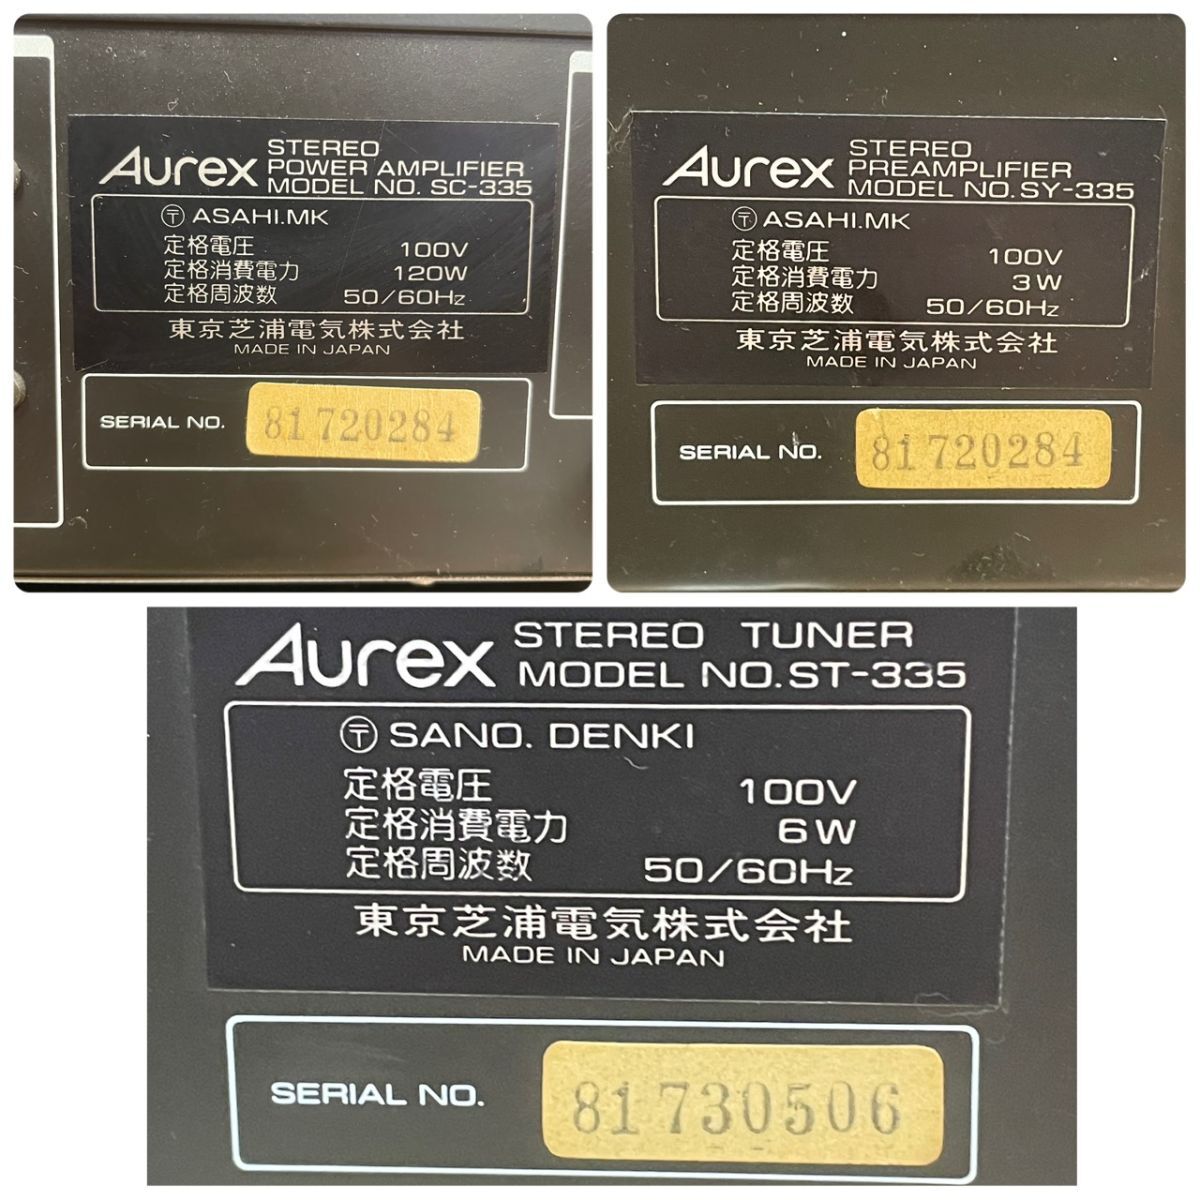 Aurex
STEREO
POWER AMPLIFIER
MODEL NO. SC-335
〒 ASAHI.MK
定格電圧 100V
定格消費電力 120W
定格周波数 50/60Hz
東京芝浦電気株式会社
MADE IN JAPAN
SERIAL NO. 81720284
Aurex
STEREO
PREAMPLIFIER
MODEL NO. SY-335
〒 ASAHI.MK
定格電圧 100V
定格消費電力 3W
定格周波数 50/60Hz
東京芝浦電気株式会社
MADE IN JAPAN
SERIAL NO. 81720284
Aurex
STEREO TUNER
MODEL NO. ST-335
〒 SANO. DENKI
定格電圧 100V
定格消費電力 6W
定格周波数 50/60Hz
東京芝浦電気株式会社
MADE IN JAPAN
SERIAL NO. 81730506